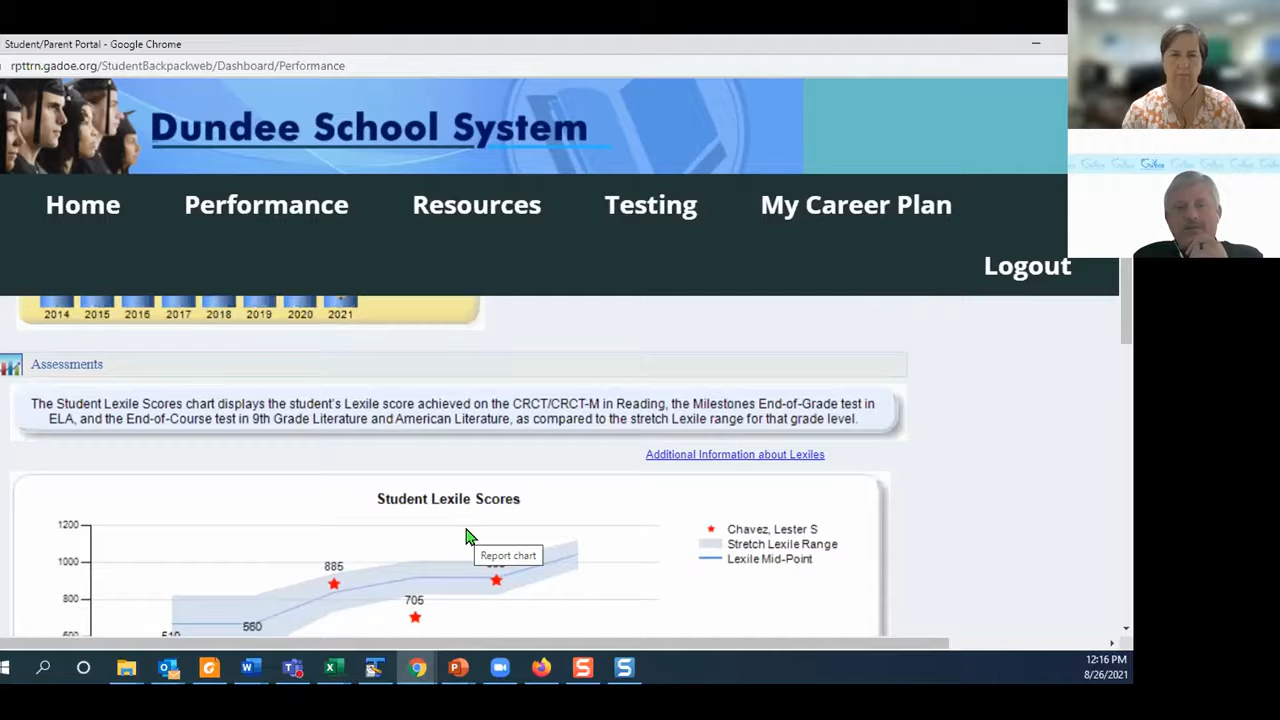 Student/Parent Portal - Google Chrome
rpttrn.gadoe.org/StudentBackpackweb/Dashboard/Performance
Dundee School System
Home Performance Resources Testing My Career Plan
Logout
2014 2015 2016 2017 2018 2019 2020 2021
Assessments
The Student Lexile Scores chart displays the student's Lexile score achieved on the CRCT/CRCT-M in Reading, the Milestones End-of-Grade test in
ELA, and the End-of-Course test in 9th Grade Literature and American Literature, as compared to the stretch Lexile range for that grade level.
Additional Information about Lexiles
Student Lexile Scores
1200
1000
800
885
705
560
Report chart
Chavez, Lester S
Stretch Lexile Range
Lexile Mid-Point
12:16 PM
8/26/2021